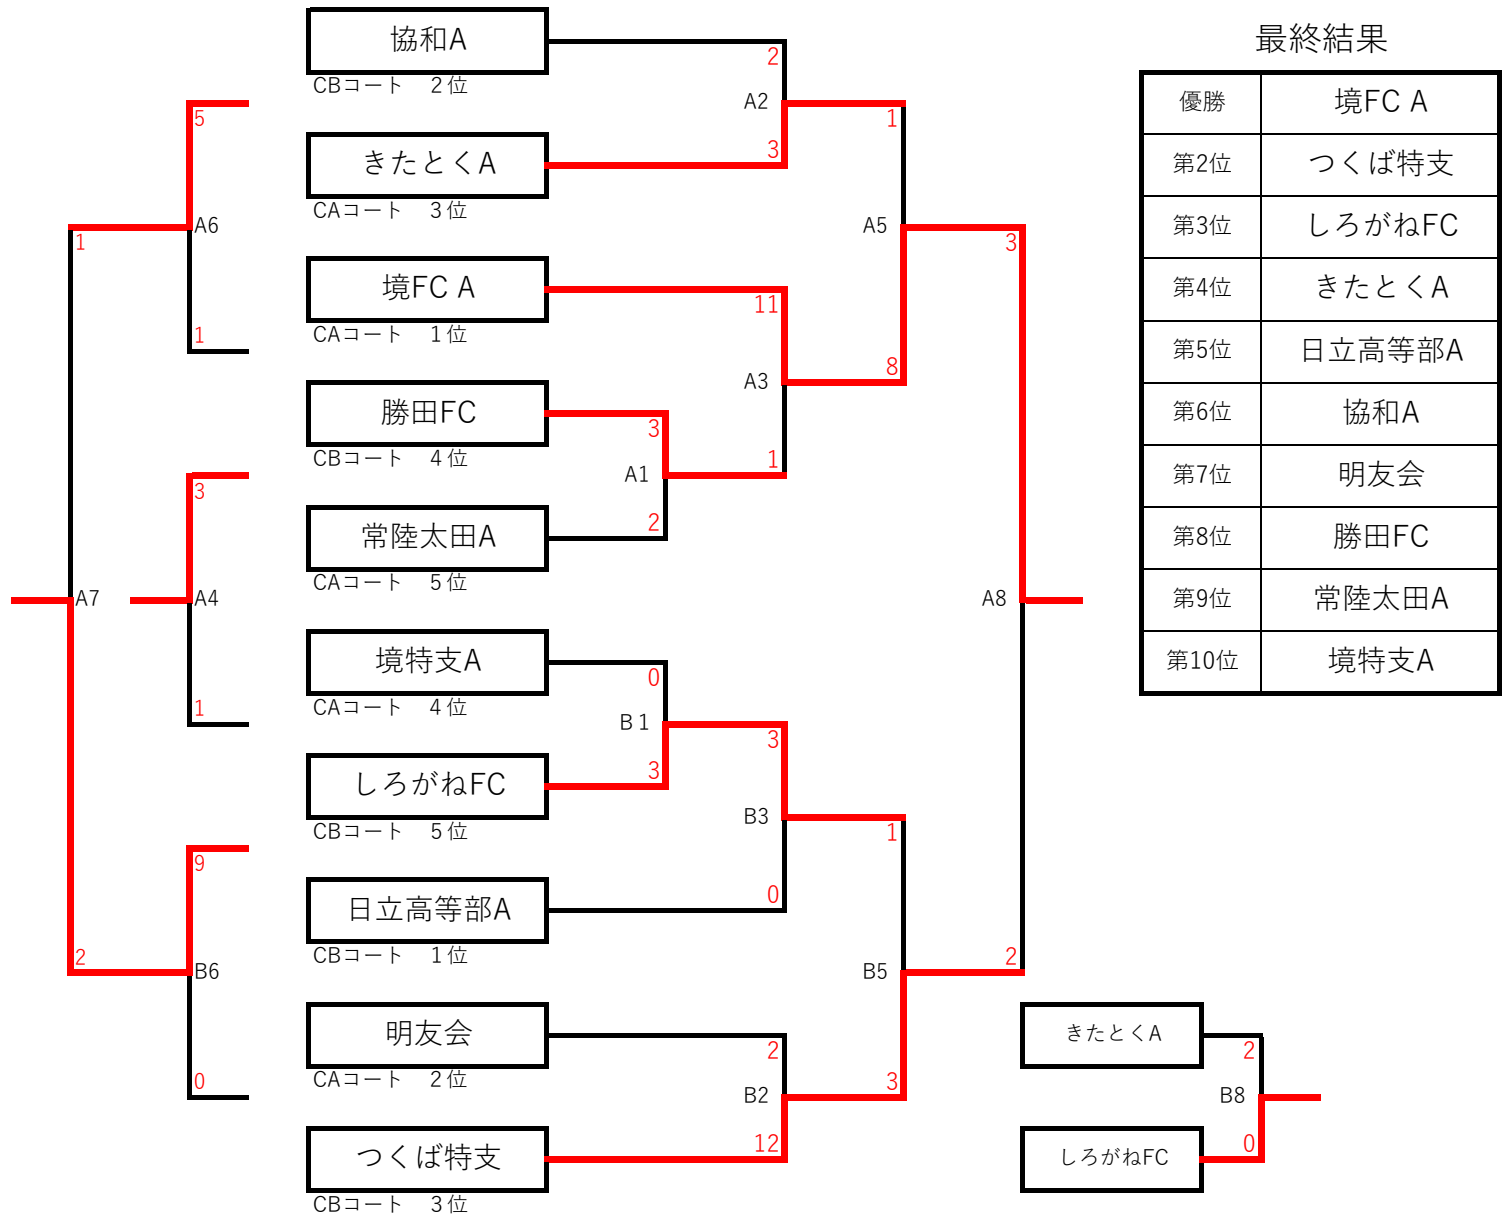 協和A
CBコート 2位
きたとくA
CAコート 3位
境FC A
CAコート 1位
勝田FC
CBコート 4位
常陸太田A
CAコート 5位
境特支A
CAコート 4位
しろがねFC
CBコート 5位
日立高等部A
CBコート 1位
明友会
CAコート 2位
つくば特支
CBコート 3位
5
A6
1
1
3
A7
A4
1
9
2
B6
0
2
A2
3
1
11
A3
8
A5
3
3
A1
1
2
0
B1
3
3
B3
0
1
A8
2
B5
2
B2
3
12
きたとくA
2
B8
しろがねFC
0
最終結果
優勝 境FC A
第2位 つくば特支
第3位 しろがねFC
第4位 きたとくA
第5位 日立高等部A
第6位 協和A
第7位 明友会
第8位 勝田FC
第9位 常陸太田A
第10位 境特支A